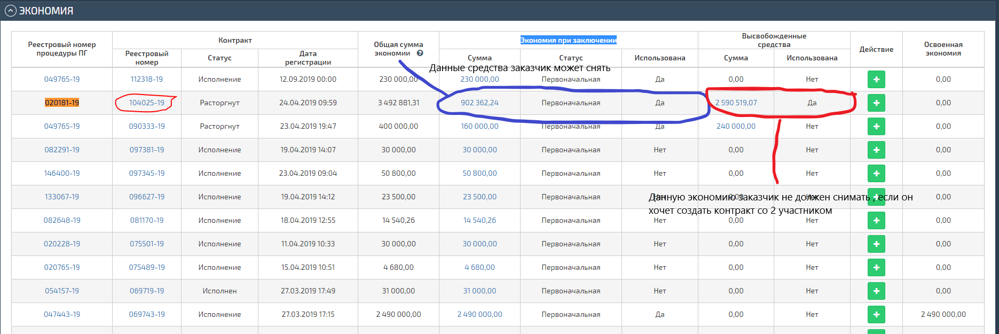 ЭКОНОМИЯ
Реестровый номер процедуры ПГ
Контракт
Общая сумма экономии ?
Экономия при заключении
Высвобожденные средства
Действие
Освоенная экономия
Реестровый номер Статус Дата регистрации Сумма Статус Использована Сумма Использована
Данные средства заказчик может снять
049765-19 112318-19 Исполнение 12.09.2019 00:00 230 000,00 230 000,00 Первоначальная Да 0,00 Нет 0,00
020181-19 104025-19 Расторгнут 24.04.2019 09:59 3 492 881,31 902 362,24 Первоначальная Да 2 590 519,07 Да 0,00
049765-19 090333-19 Расторгнут 23.04.2019 19:47 400 000,00 160 000,00 Первоначальная Да 240 000,00 Нет 0,00
082291-19 097381-19 Исполнение 19.04.2019 14:07 30 000,00 30 000,00 Первоначальная Нет 0,00 Нет 0,00
146400-19 097345-19 Исполнение 23.04.2019 09:04 50 800,00 50 800,00 Первоначальная Нет 0,00 Нет 0,00
133067-19 096627-19 Исполнение 19.04.2019 14:12 23 500,00 23 500,00 Первоначальная Нет 0,00 Нет 0,00
Данную экономию заказчик не должен снимать , если он
хочет создать контракт со 2 участником
082648-19 081170-19 Исполнение 18.04.2019 12:55 14 540,26 14 540,26 Первоначальная Нет 0,00 Нет 0,00
020228-19 075501-19 Исполнение 11.04.2019 10:33 30 000,00 30 000,00 Первоначальная Нет 0,00 Нет 0,00
020765-19 075489-19 Исполнение 15.04.2019 10:51 4 680,00 4 680,00 Первоначальная Нет 0,00 Нет 0,00
054157-19 069719-19 Исполнен 27.03.2019 17:49 31 000,00 31 000,00 Первоначальная Нет 0,00 Нет 0,00
047443-19 069743-19 Исполнение 27.03.2019 17:15 2 490 000,00 2 490 000,00 Первоначальная Да 0,00 Нет 2 490 000,00